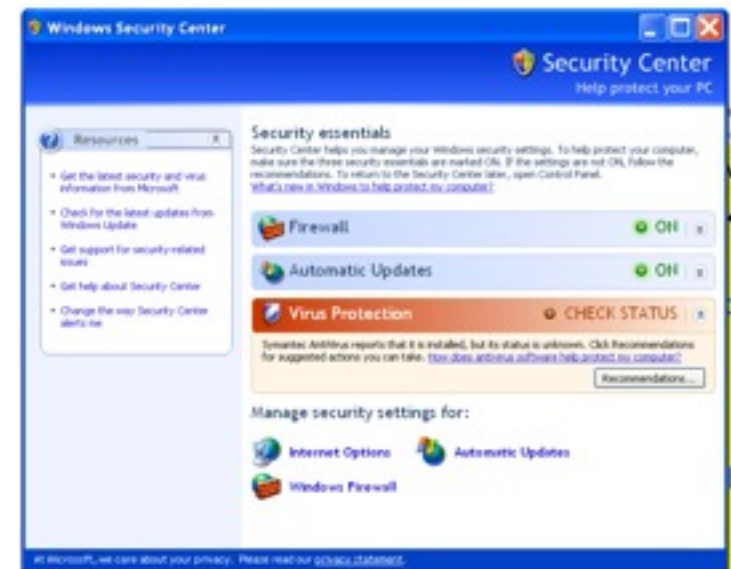 Windows Security Center
Security Center
Help protect your PC
Resources
Get the latest security and virus
information from Microsoft
Check for the latest updates from
Windows Update
Get support for security-related
issues
Get help about Security Center
Change the way Security Center
alerts me
Security essentials
Security Center helps you manage your Windows security settings. To help protect your computer,
make sure the three security essentials are marked ON. If the settings are not ON, follow the
recommendations. To return to the Security Center later, open Control Panel.
What's new in Windows to help protect my computer?
Firewall ON
Automatic Updates ON
Virus Protection CHECK STATUS
Symantec AntiVirus reports that it is installed, but its status is unknown. Click Recommendations
for suggested actions you can take. How does antivirus software help protect my computer?
Recommendations...
Manage security settings for:
Internet Options Automatic Updates
Windows Firewall
At Microsoft, we care about your privacy. Please read our privacy statement.